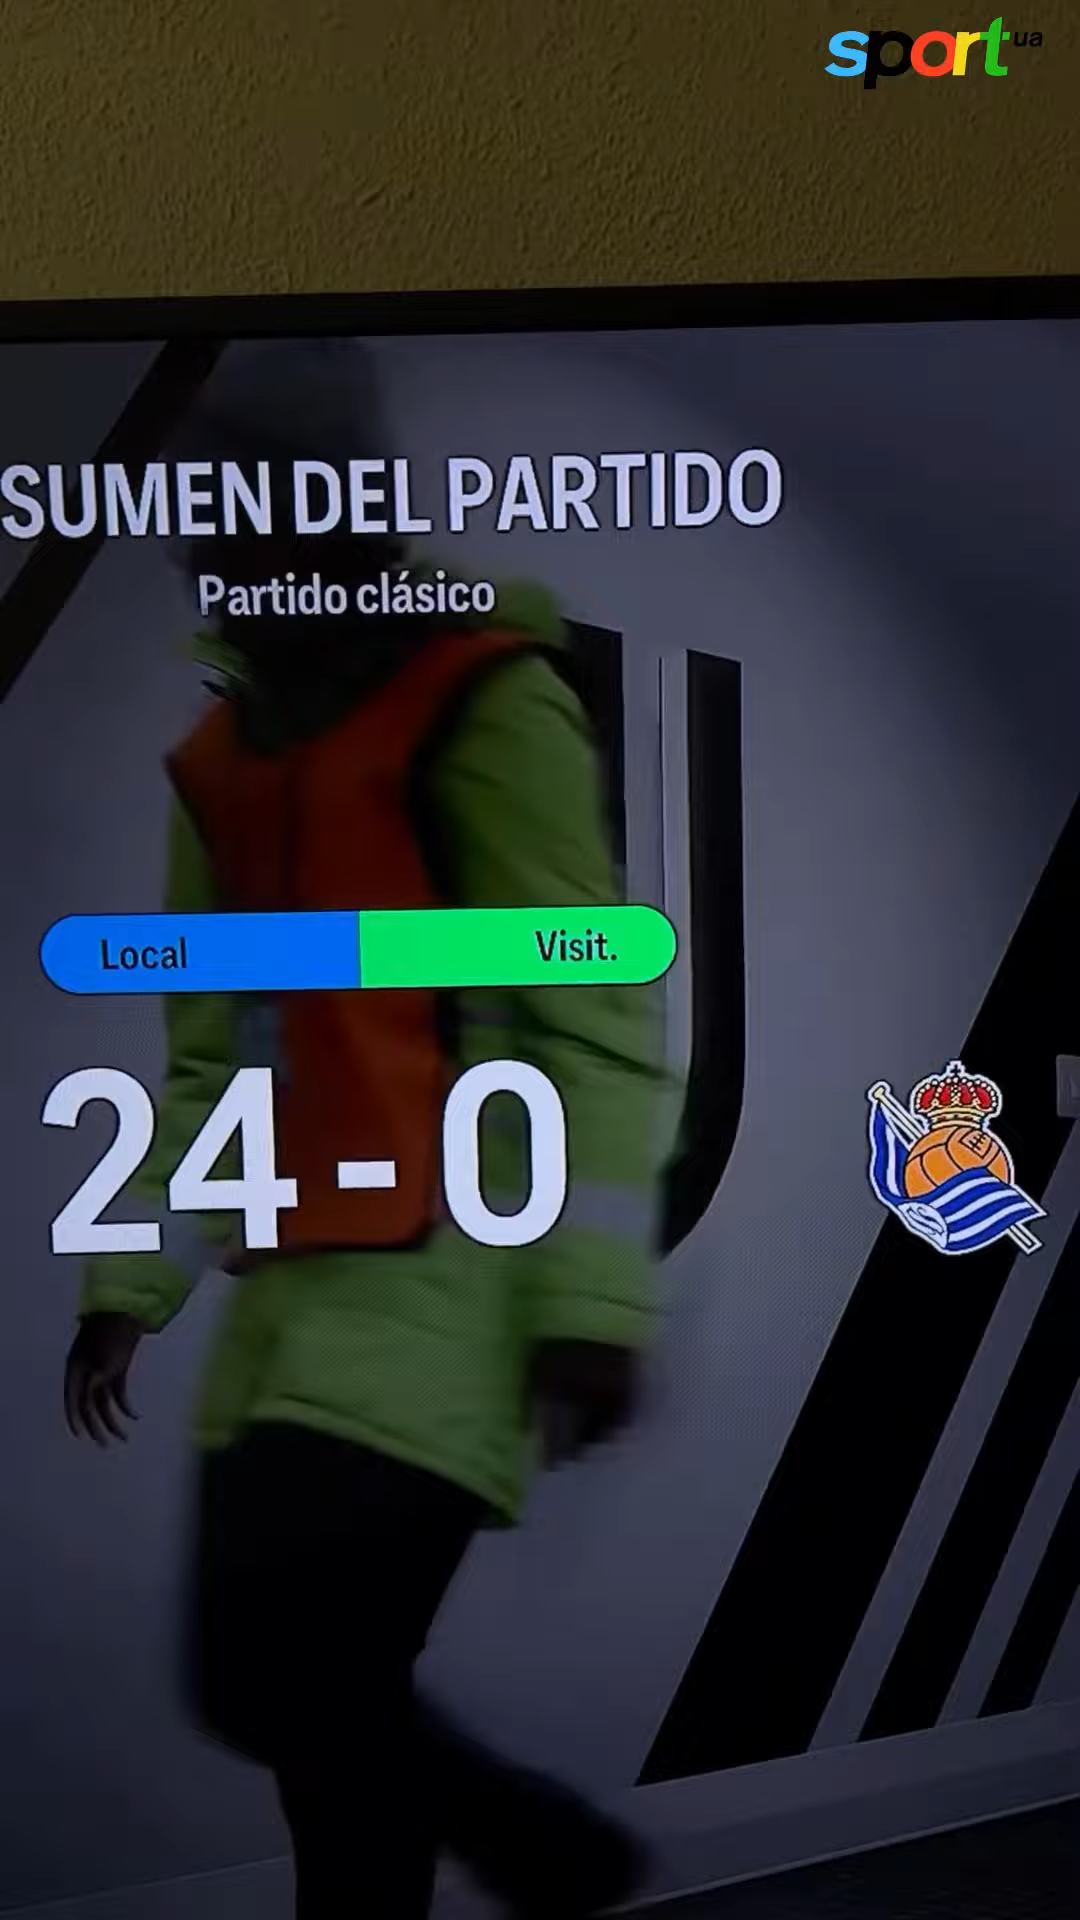 sport ua
SUMEN DEL PARTIDO
Partido clásico
Local Visit.
24 - 0